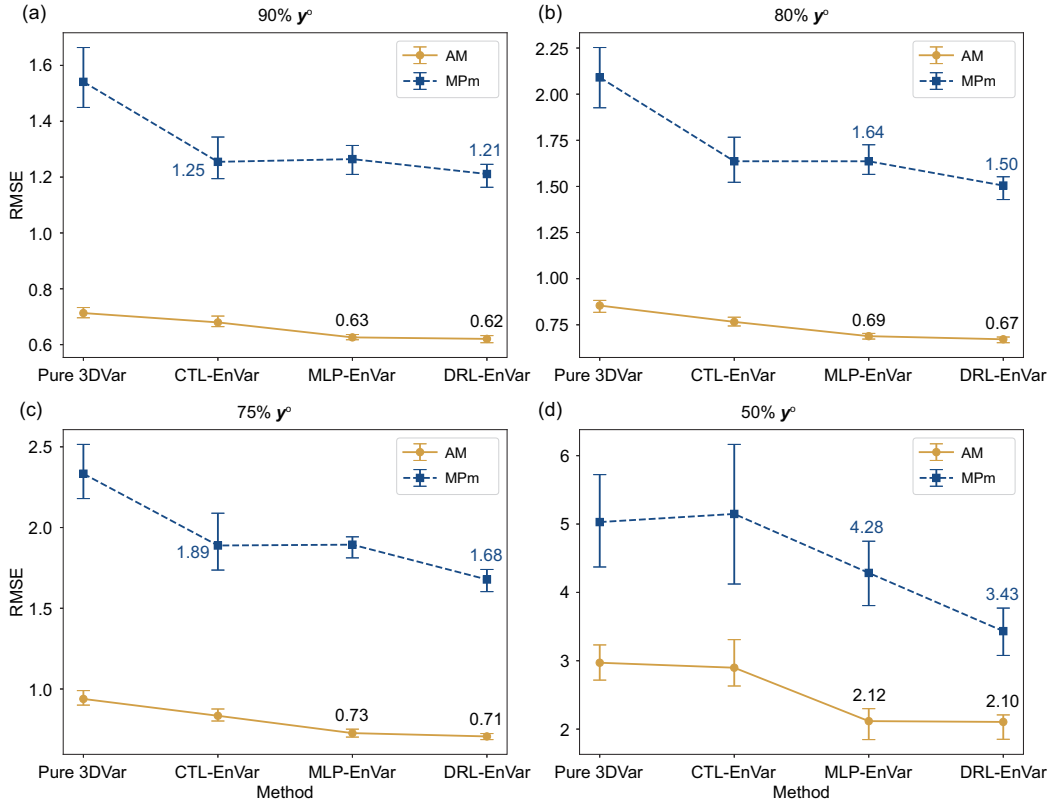 (a)
90% yᵒ
RMSE
1.6
1.4
1.2
1.0
0.8
0.6
AM
MPm
1.25
1.21
0.63
0.62
Pure 3DVar CTL-EnVar MLP-EnVar DRL-EnVar
(b)
80% yᵒ
2.25
2.00
1.75
1.50
1.25
1.00
0.75
AM
MPm
1.64
1.50
0.69
0.67
Pure 3DVar CTL-EnVar MLP-EnVar DRL-EnVar
(c)
75% yᵒ
RMSE
2.5
2.0
1.5
1.0
AM
MPm
1.89
1.68
0.73
0.71
Pure 3DVar CTL-EnVar MLP-EnVar DRL-EnVar
Method
(d)
50% yᵒ
6
5
4
3
2
AM
MPm
4.28
3.43
2.12
2.10
Pure 3DVar CTL-EnVar MLP-EnVar DRL-EnVar
Method